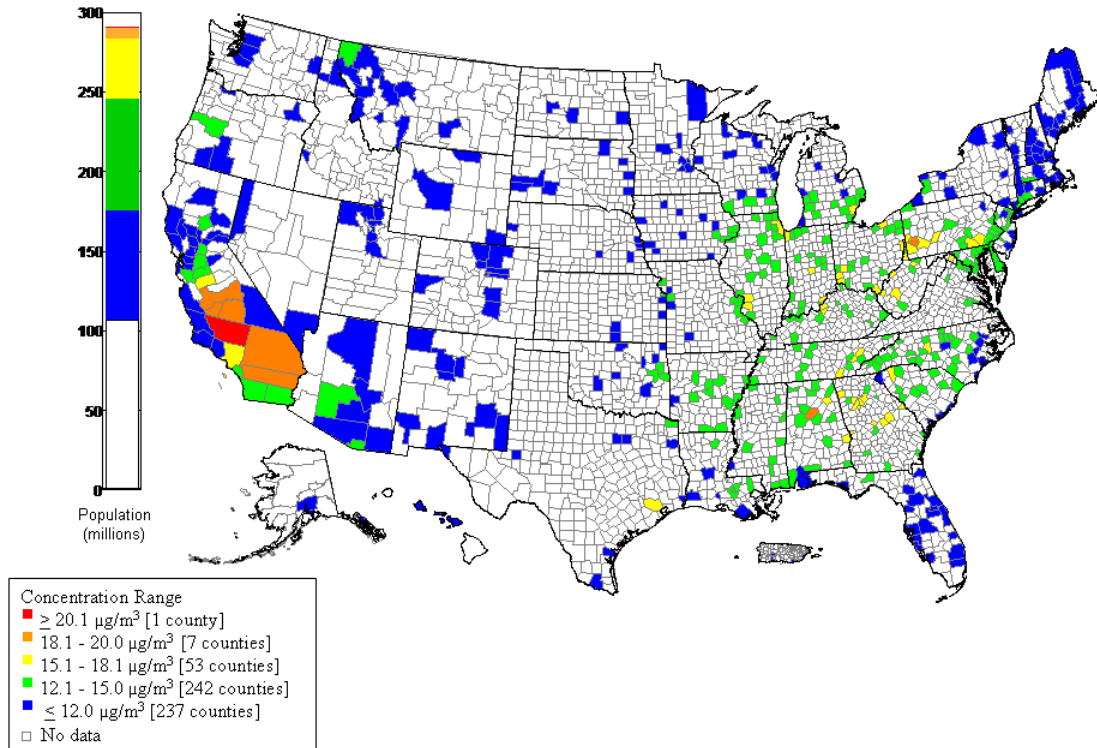 300
250
200
150
100
50
0
Population
(millions)
Concentration Range
≥ 20.1 µg/m³ [1 county]
18.1 - 20.0 µg/m³ [7 counties]
15.1 - 18.1 µg/m³ [53 counties]
12.1 - 15.0 µg/m³ [242 counties]
≤ 12.0 µg/m³ [237 counties]
No data